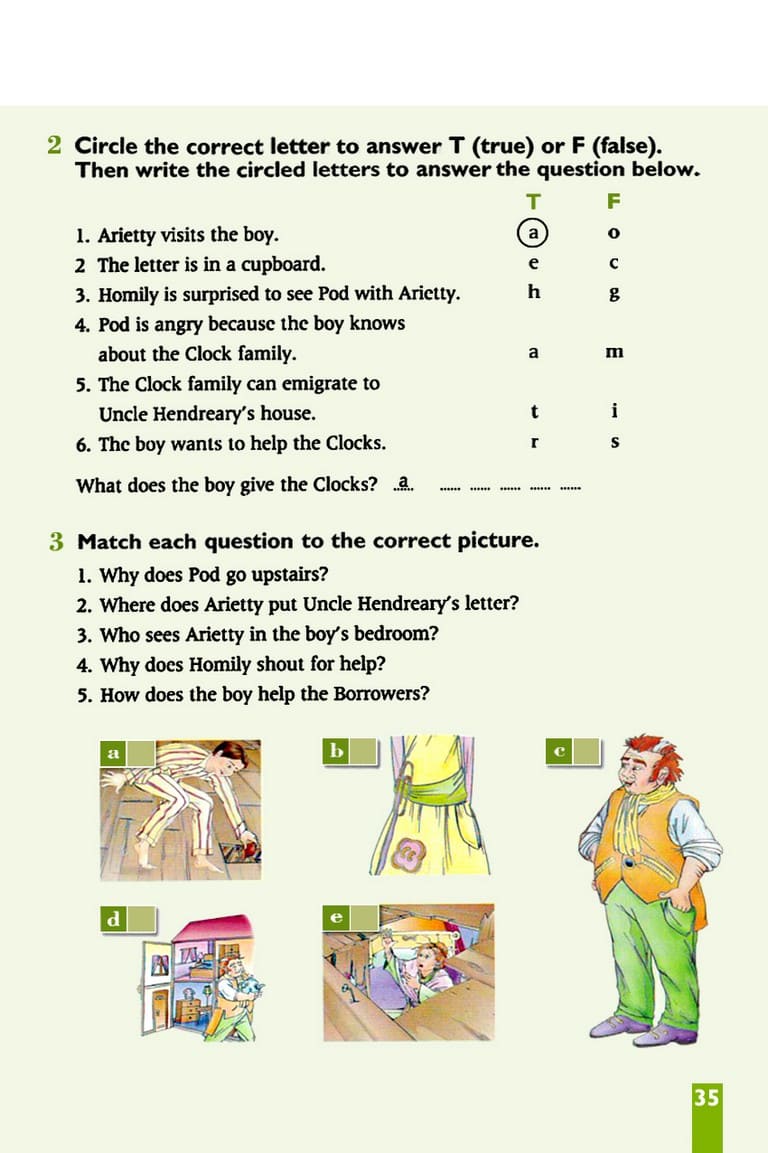 2 Circle the correct letter to answer T (true) or F (false).
Then write the circled letters to answer the question below.
T F
1. Arietty visits the boy. a o
2 The letter is in a cupboard. e c
3. Homily is surprised to see Pod with Arietty. h g
4. Pod is angry because the boy knows
about the Clock family. a m
5. The Clock family can emigrate to
Uncle Hendreary's house. t i
6. The boy wants to help the Clocks. r s
What does the boy give the Clocks? ..a.. ...... ...... ...... ...... ......
3 Match each question to the correct picture.
1. Why does Pod go upstairs?
2. Where does Arietty put Uncle Hendreary's letter?
3. Who sees Arietty in the boy's bedroom?
4. Why does Homily shout for help?
5. How does the boy help the Borrowers?
a b c
d e
35